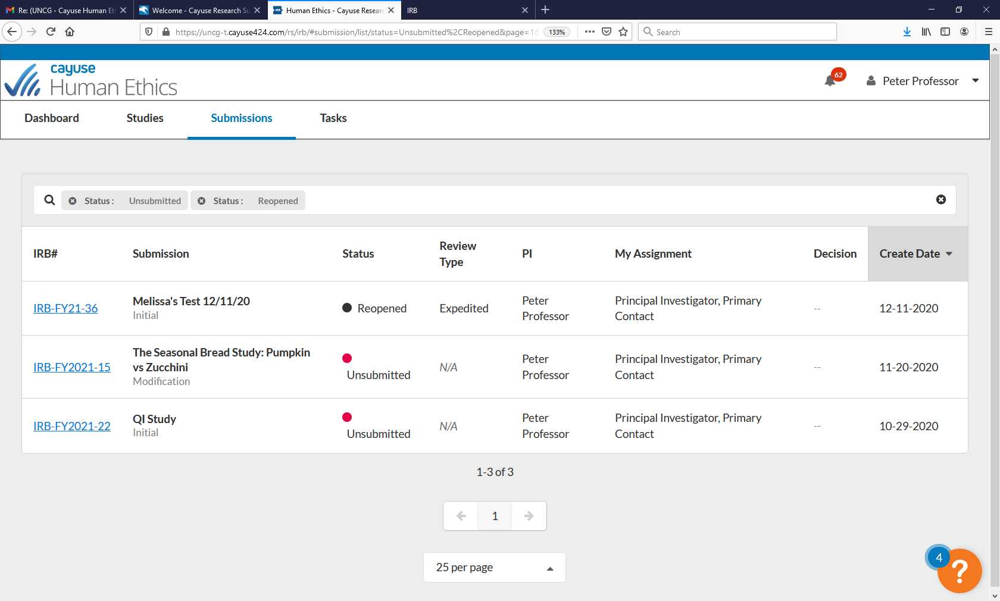 Re: (UNCG - Cayuse Human Et
Welcome - Cayuse Research Su
Human Ethics - Cayuse Researc
IRB
https://uncg-t.cayuse424.com/rs/irb/#submission/list/status=Unsubmitted%2CReopened&page=1&
133%
Search
cayuse
Human Ethics
62
Peter Professor
Dashboard
Studies
Submissions
Tasks
Status : Unsubmitted
Status : Reopened
IRB#
Submission
Status
Review
Type
PI
My Assignment
Decision
Create Date
IRB-FY21-36
Melissa's Test 12/11/20
Initial
Reopened
Expedited
Peter
Professor
Principal Investigator, Primary
Contact
--
12-11-2020
IRB-FY2021-15
The Seasonal Bread Study: Pumpkin
vs Zucchini
Modification
Unsubmitted
N/A
Peter
Professor
Principal Investigator, Primary
Contact
--
11-20-2020
IRB-FY2021-22
QI Study
Initial
Unsubmitted
N/A
Peter
Professor
Principal Investigator, Primary
Contact
--
10-29-2020
1-3 of 3
1
25 per page
4
?